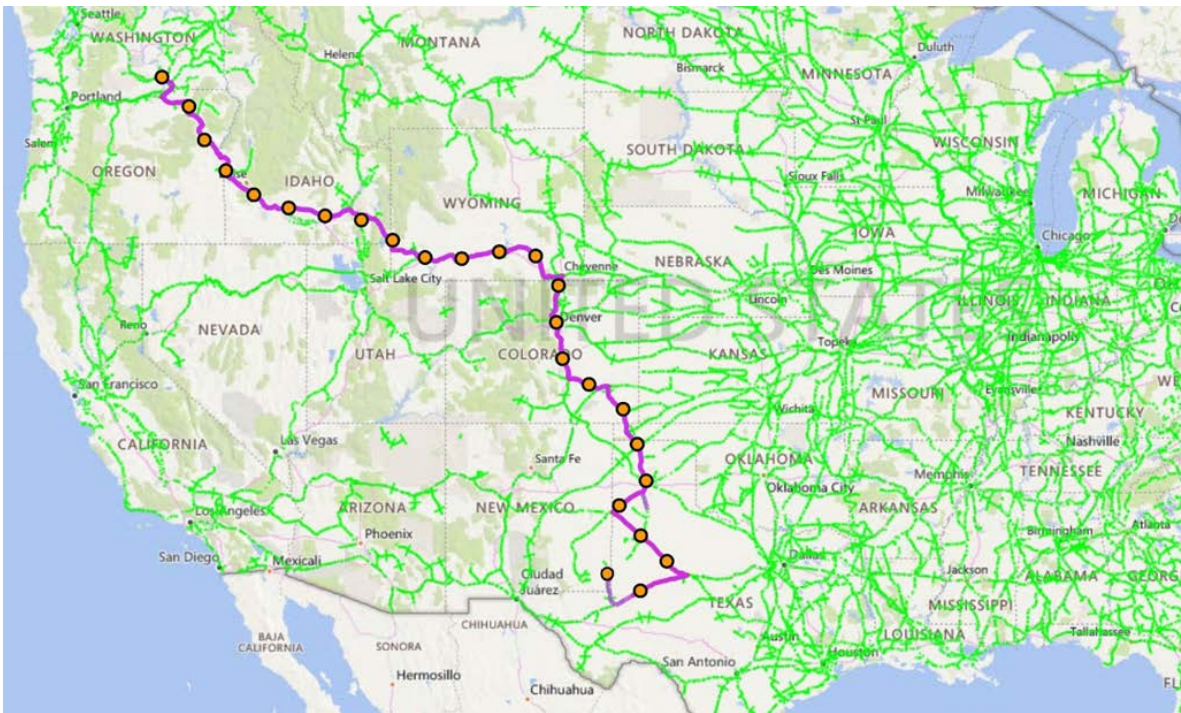 Seattle
WASHINGTON
MONTANA
NORTH DAKOTA
Helena
Duluth
Bismarck
MINNESOTA
Portland
St Paul
Salem
WISCONSIN
SOUTH DAKOTA
OREGON
IDAHO
Sioux Falls
Milwaukee
MICHIGAN
WYOMING
IOWA
Chicago
Cheyenne
NEBRASKA
Salt Lake City
Des Moines
UNITED STAT
Lincoln
ILLINOIS
INDIANA
Reno
NEVADA
Denver
Indianapolis
UTAH
COLORADO
KANSAS
Topek
San Francisco
MISSOURI
Evansville
Wichita
KENTUCKY
CALIFORNIA
Las Vegas
Nashville
Santa Fe
OKLAHOMA
Memphis
TENNESSEE
Oklahoma City
Los Angeles
ARIZONA
NEW MEXICO
ARKANSAS
Phoenix
Birmingham
Atlanta
San Diego
Mexicali
Dallas
Jackson
ALABAMA
GEORG
Ciudad
Juárez
TEXAS
MISSISSIPPI
CHIHUAHUA
BAJA
CALIFORNIA
SONORA
Austin
LOUISIANA
Tallahassee
Houston
San Antonio
Hermosillo
Chihuahua
FL